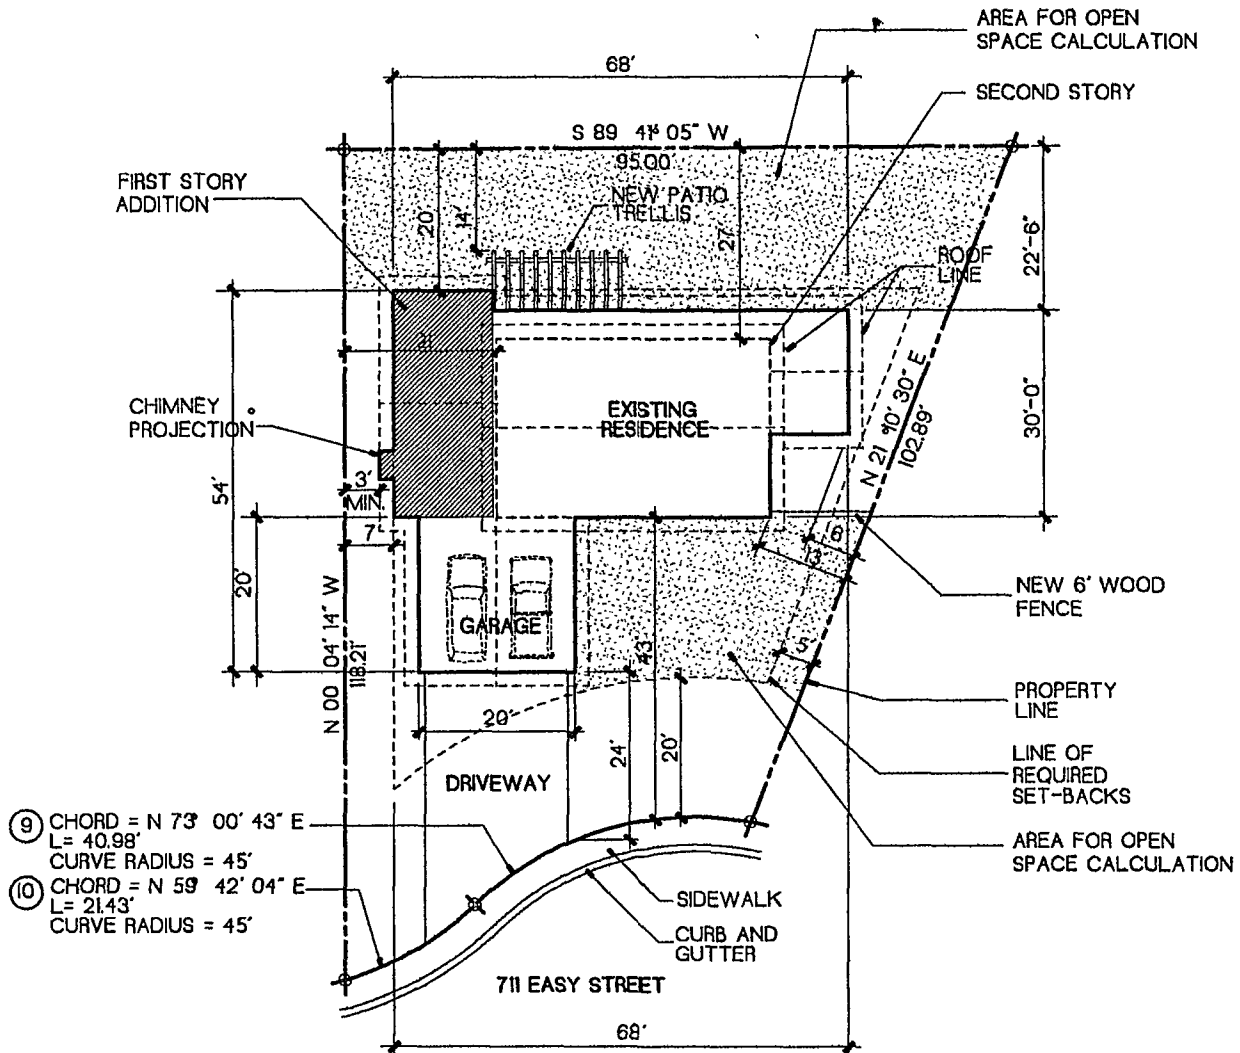 AREA FOR OPEN
SPACE CALCULATION
68'
SECOND STORY
S 89 41' 05" W
95.00
FIRST STORY
ADDITION
20'
14'
NEW PATIO
TRELLIS
27'
ROOF
LINE
22'-6"
CHIMNEY
PROJECTION
EXISTING
RESIDENCE
N 21 40' 30" E
102.89'
30'-0"
54'
3'
MIN.
7'
20'
16'
13'
NEW 6' WOOD
FENCE
GARAGE
N 00 04' 14" W
118.21'
43'
5'
PROPERTY
LINE
20'
24'
20'
DRIVEWAY
LINE OF
REQUIRED
SET-BACKS
9 CHORD = N 73° 00' 43" E
L= 40.98'
CURVE RADIUS = 45'
10 CHORD = N 59° 42' 04" E
L= 21.43'
CURVE RADIUS = 45'
AREA FOR OPEN
SPACE CALCULATION
SIDEWALK
CURB AND
GUTTER
711 EASY STREET
68'